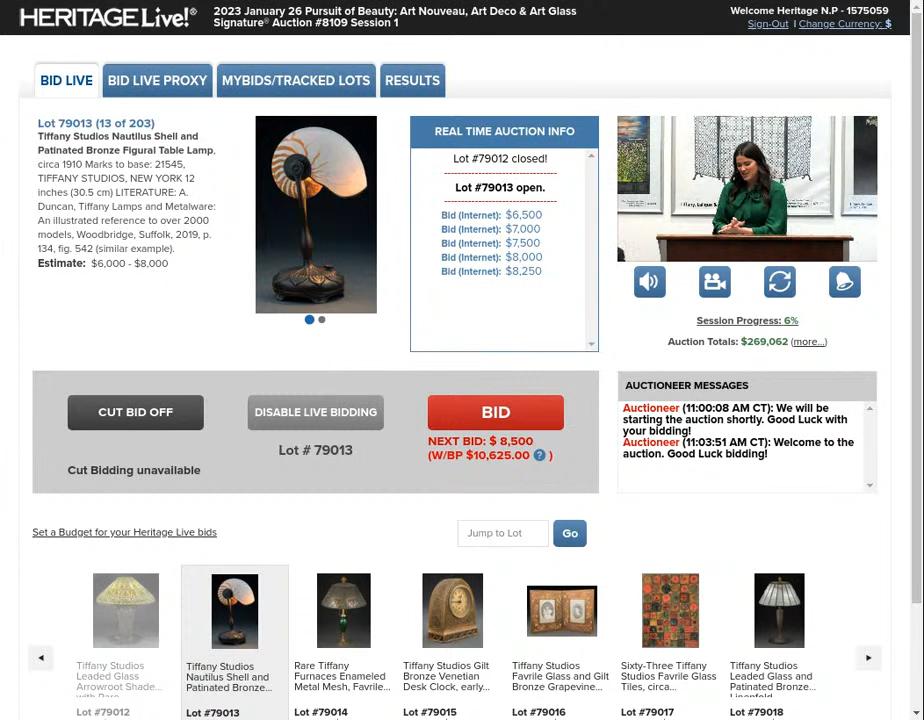 HERITAGE Live!®
2023 January 26 Pursuit of Beauty: Art Nouveau, Art Deco & Art Glass
Signature® Auction #8109 Session 1
Welcome Heritage N.P - 1575059
Sign-Out | Change Currency: $
BID LIVE
BID LIVE PROXY
MYBIDS/TRACKED LOTS
RESULTS
Lot 79013 (13 of 203)
Tiffany Studios Nautilus Shell and
Patinated Bronze Figural Table Lamp,
circa 1910 Marks to base: 21545,
TIFFANY STUDIOS, NEW YORK 12
inches (30.5 cm) LITERATURE: A.
Duncan, Tiffany Lamps and Metalware:
An illustrated reference to over 2000
models, Woodbridge, Suffolk, 2019, p.
134, fig. 542 (similar example).
Estimate: $6,000 - $8,000
REAL TIME AUCTION INFO
Lot #79012 closed!
Lot #79013 open.
Bid (Internet): $6,500
Bid (Internet): $7,000
Bid (Internet): $7,500
Bid (Internet): $8,000
Bid (Internet): $8,250
Session Progress: 6%
Auction Totals: $269,062 (more...)
CUT BID OFF
DISABLE LIVE BIDDING
BID
Lot # 79013
NEXT BID: $ 8,500
(W/BP $10,625.00 ? )
Cut Bidding unavailable
AUCTIONEER MESSAGES
Auctioneer (11:00:08 AM CT): We will be
starting the auction shortly. Good Luck with
your bidding!
Auctioneer (11:03:51 AM CT): Welcome to the
auction. Good Luck bidding!
Set a Budget for your Heritage Live bids
Jump to Lot
Go
Tiffany Studios
Leaded Glass
Arrowroot Shade...
with Rare
Lot #79012
Tiffany Studios
Nautilus Shell and
Patinated Bronze...
Lot #79013
Rare Tiffany
Furnaces Enameled
Metal Mesh, Favrile...
Lot #79014
Tiffany Studios Gilt
Bronze Venetian
Desk Clock, early...
Lot #79015
Tiffany Studios
Favrile Glass and Gilt
Bronze Grapevine...
Lot #79016
Sixty-Three Tiffany
Studios Favrile Glass
Tiles, circa...
Lot #79017
Tiffany Studios
Leaded Glass and
Patinated Bronze...
Linenfold
Lot #79018